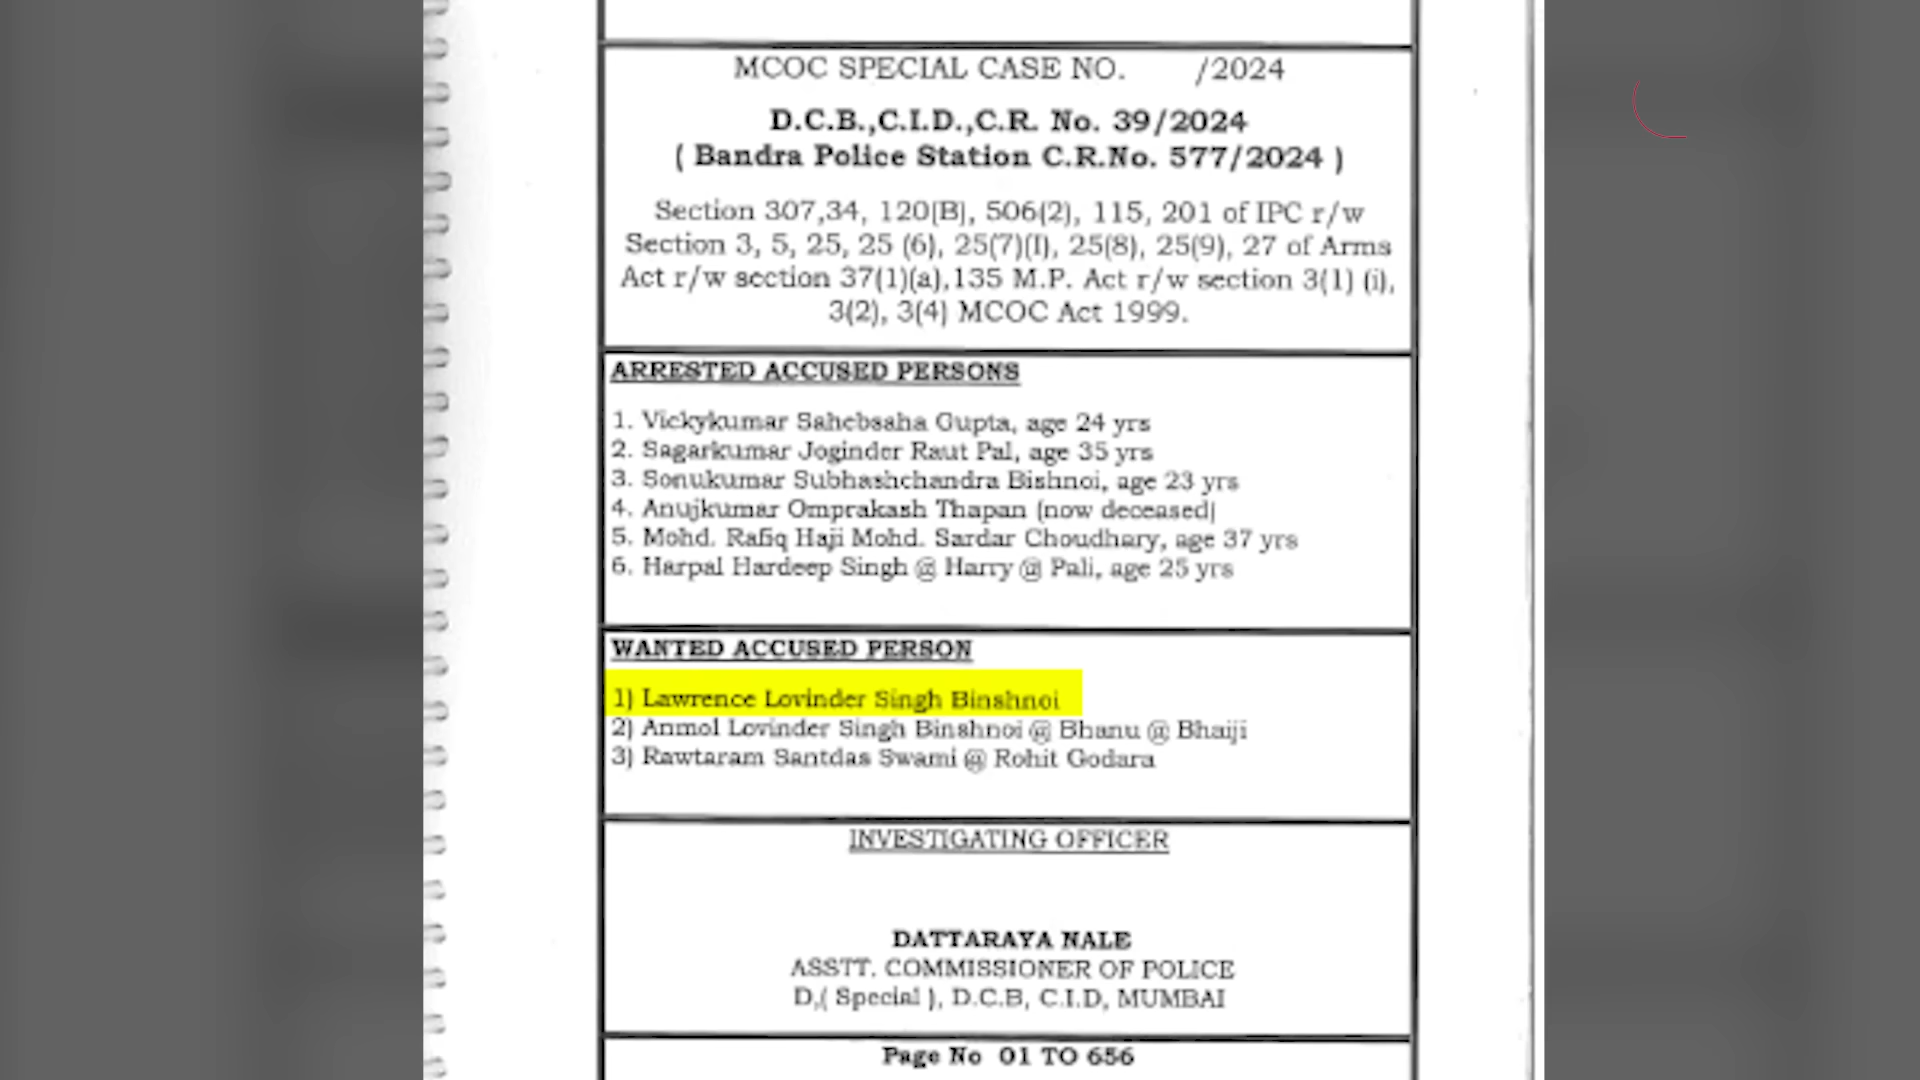 MCOC SPECIAL CASE NO. /2024
D.C.B.,C.I.D.,C.R. No. 39/2024
( Bandra Police Station C.R.No. 577/2024 )
Section 307,34, 120(B), 506(2), 115, 201 of IPC r/w
Section 3, 5, 25, 25 (6), 25(7)(I), 25(8), 25(9), 27 of Arms
Act r/w section 37(1)(a),135 M.P. Act r/w section 3(1) (i),
3(2), 3(4) MCOC Act 1999.
ARRESTED ACCUSED PERSONS
1. Vickykumar Sahebsaha Gupta, age 24 yrs
2. Sagarkumar Joginder Raut Pal, age 35 yrs
3. Sonukumar Subhashchandra Bishnoi, age 23 yrs
4. Anujkumar Omprakash Thapan (now deceased)
5. Mohd. Rafiq Haji Mohd. Sardar Choudhary, age 37 yrs
6. Harpal Hardeep Singh @ Harry @ Pali, age 25 yrs
WANTED ACCUSED PERSON
1) Lawrence Lovinder Singh Binshnoi
2) Anmol Lovinder Singh Binshnoi @ Bhanu @ Bhaiji
3) Rawtaram Santdas Swami @ Rohit Godara
INVESTIGATING OFFICER
DATTARAYA NALE
ASSTT. COMMISSIONER OF POLICE
D,( Special ), D.C.B, C.I.D, MUMBAI
Page No 01 TO 656